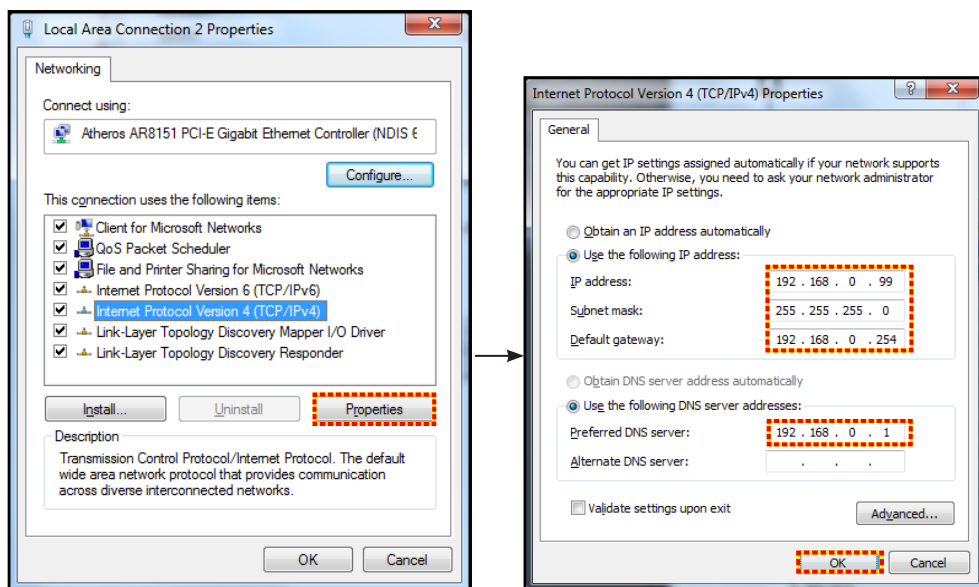 Local Area Connection 2 Properties
Networking
Connect using:
Atheros AR8151 PCI-E Gigabit Ethernet Controller (NDIS 6
Configure...
This connection uses the following items:
Client for Microsoft Networks
QoS Packet Scheduler
File and Printer Sharing for Microsoft Networks
Internet Protocol Version 6 (TCP/IPv6)
Internet Protocol Version 4 (TCP/IPv4)
Link-Layer Topology Discovery Mapper I/O Driver
Link-Layer Topology Discovery Responder
Install...
Uninstall
Properties
Description
Transmission Control Protocol/Internet Protocol. The default
wide area network protocol that provides communication
across diverse interconnected networks.
OK
Cancel
Internet Protocol Version 4 (TCP/IPv4) Properties
General
You can get IP settings assigned automatically if your network supports
this capability. Otherwise, you need to ask your network administrator
for the appropriate IP settings.
Obtain an IP address automatically
Use the following IP address:
IP address: 192 . 168 . 0 . 99
Subnet mask: 255 . 255 . 255 . 0
Default gateway: 192 . 168 . 0 . 254
Obtain DNS server address automatically
Use the following DNS server addresses:
Preferred DNS server: 192 . 168 . 0 . 1
Alternate DNS server: . . .
Validate settings upon exit
Advanced...
OK
Cancel